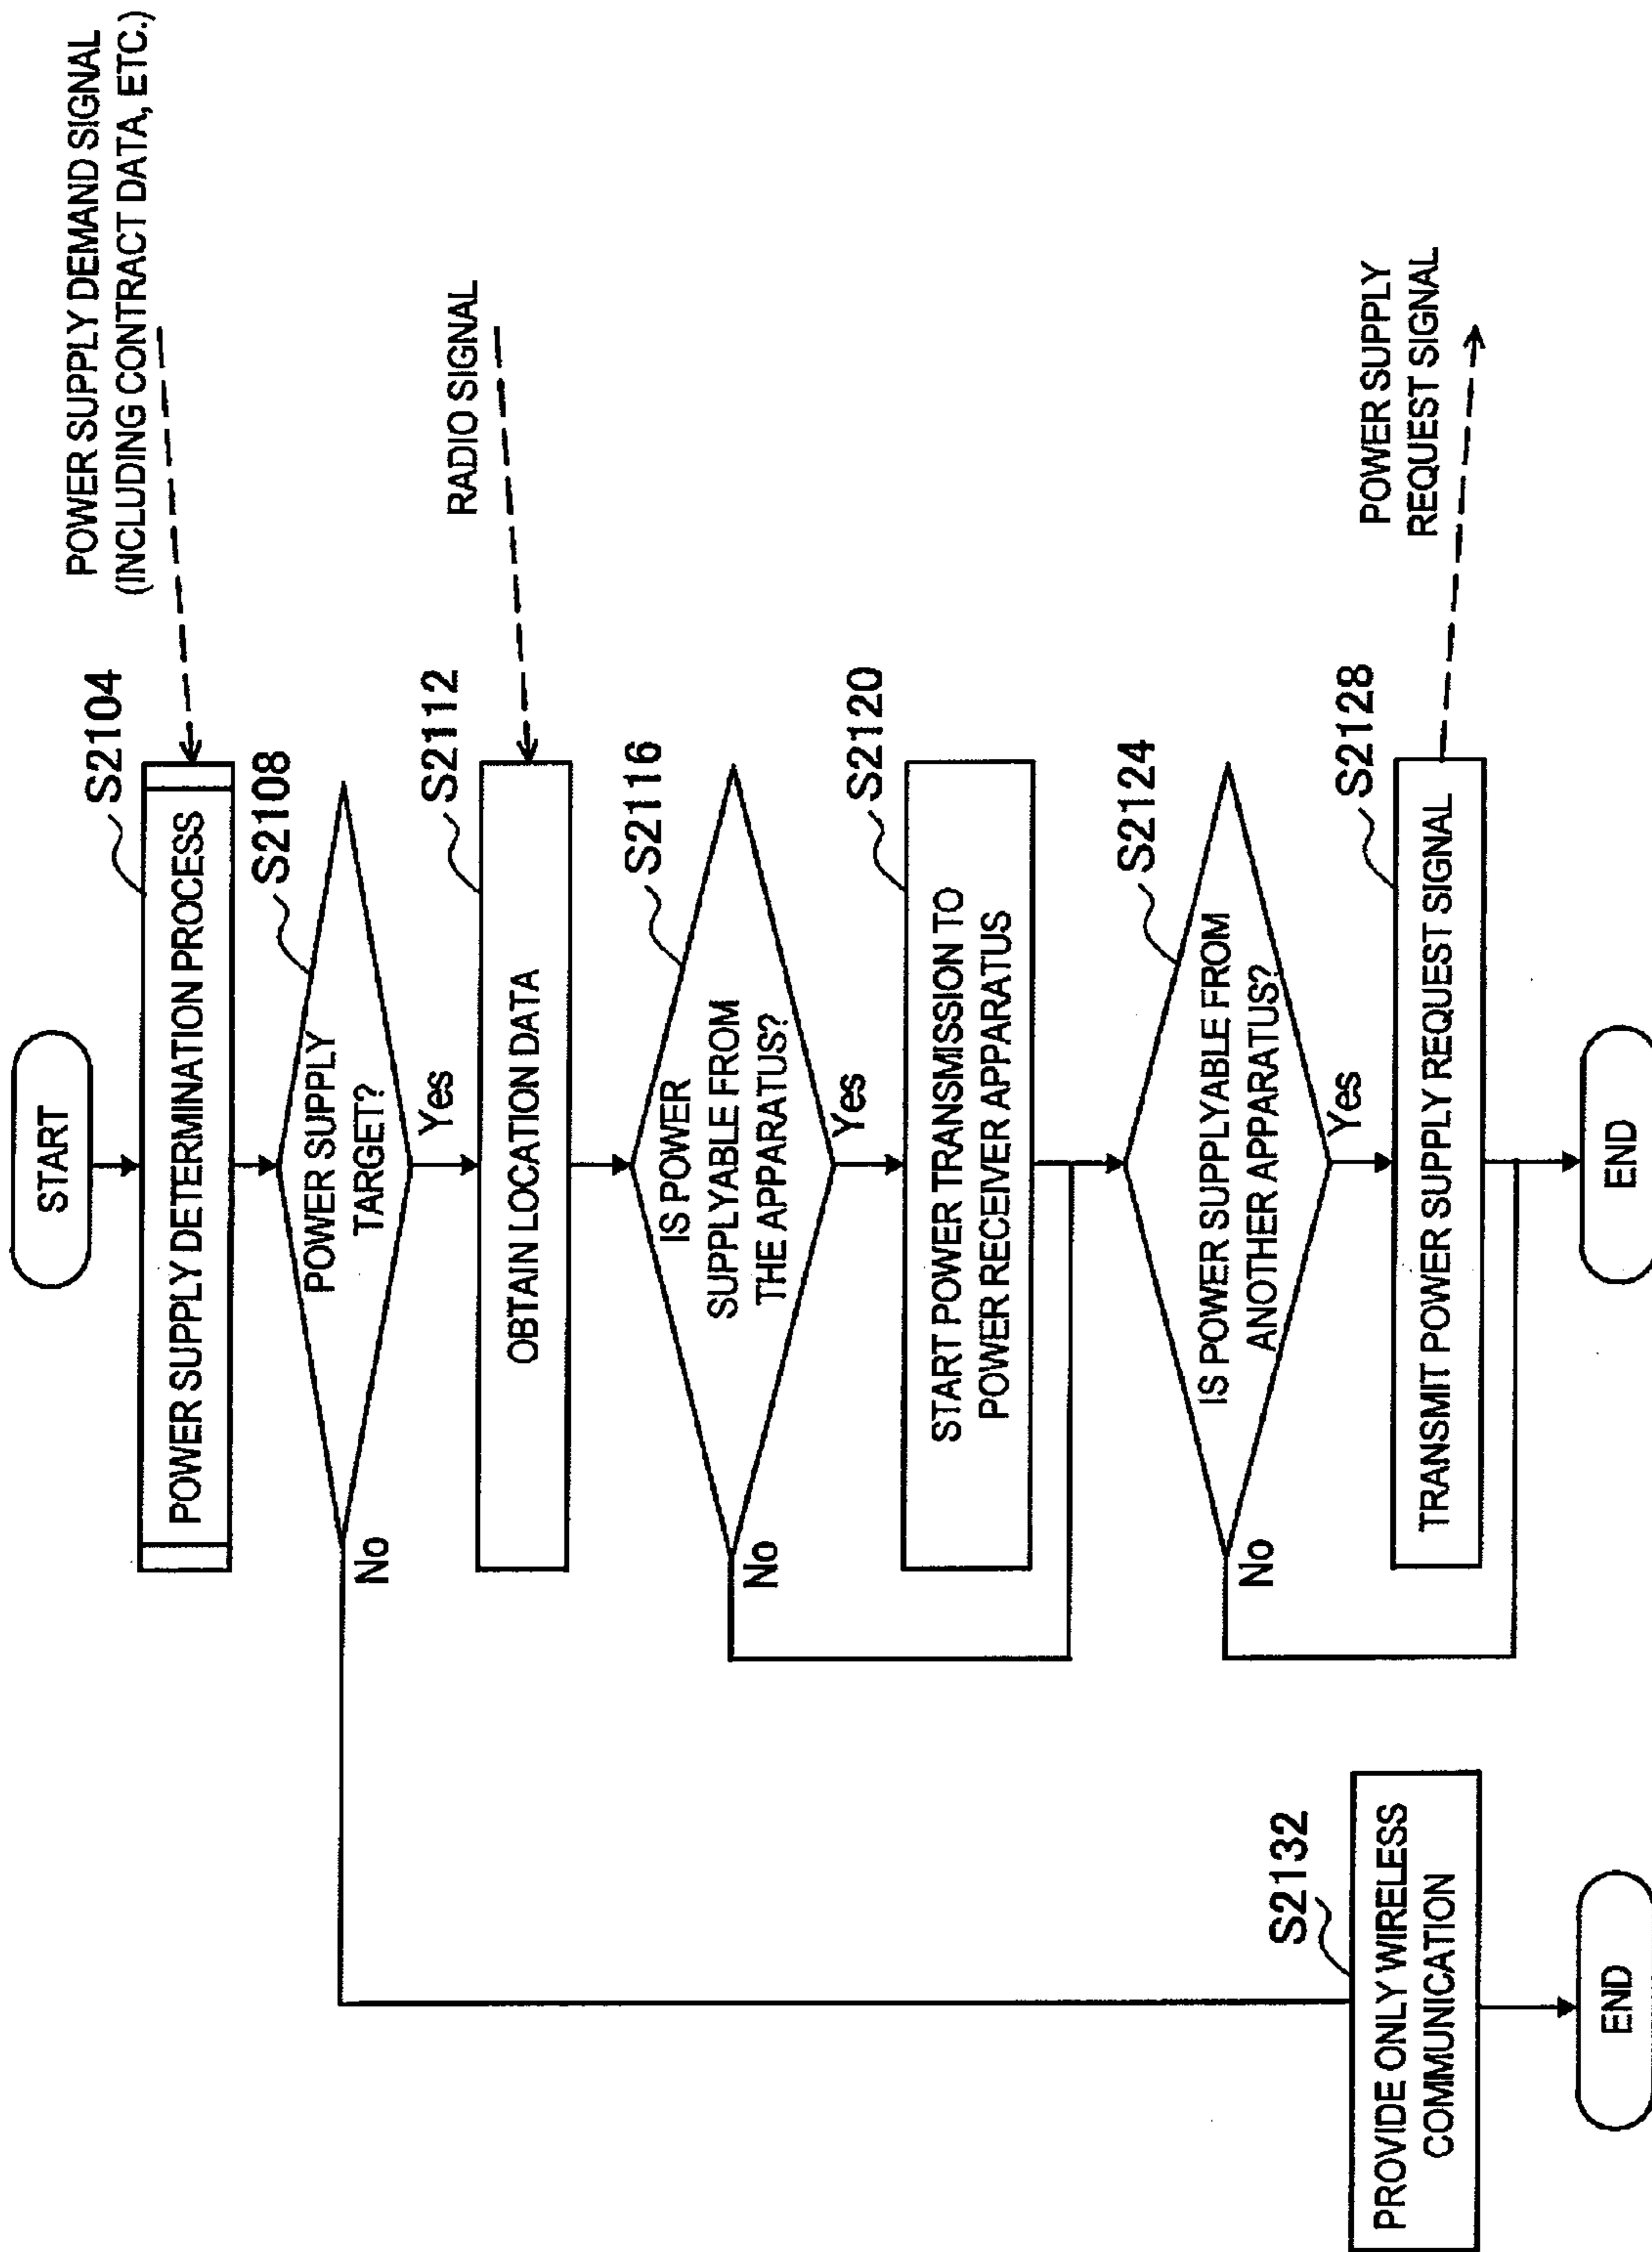 START
POWER SUPPLY DEMAND SIGNAL
(INCLUDING CONTRACT DATA, ETC.)
S2104
POWER SUPPLY DETERMINATION PROCESS
S2108
POWER SUPPLY
TARGET?
No
Yes
RADIO SIGNAL
S2112
OBTAIN LOCATION DATA
S2116
IS POWER
SUPPLYABLE FROM
THE APPARATUS?
No
Yes
S2120
START POWER TRANSMISSION TO
POWER RECEIVER APPARATUS
S2124
IS POWER SUPPLYABLE FROM
ANOTHER APPARATUS?
No
Yes
POWER SUPPLY
REQUEST SIGNAL
S2128
TRANSMIT POWER SUPPLY REQUEST SIGNAL
END
S2132
PROVIDE ONLY WIRELESS
COMMUNICATION
END